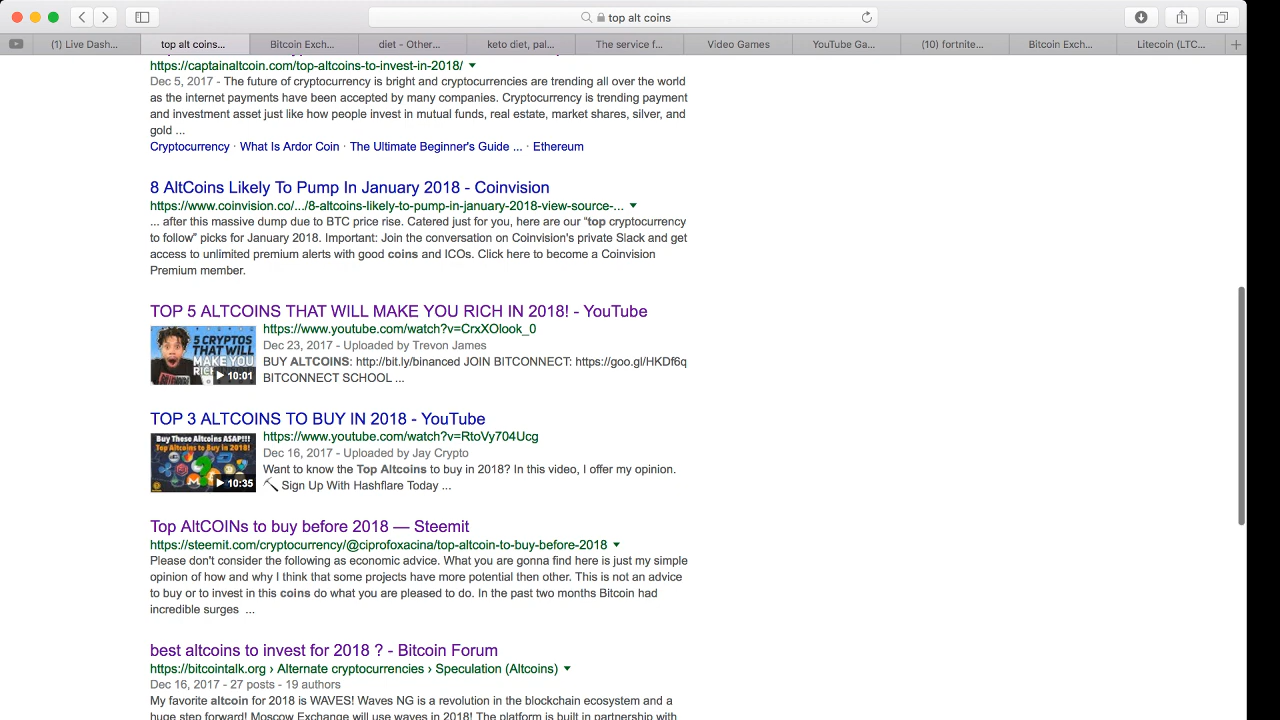 top alt coins
(1) Live Dash...
top alt coins...
Bitcoin Exch...
diet - Other...
keto diet, pal...
The service f...
Video Games
YouTube Ga...
(10) fortnite...
Bitcoin Exch...
Litecoin (LTC...
https://captainaltcoin.com/top-altcoins-to-invest-in-2018/
Dec 5, 2017 - The future of cryptocurrency is bright and cryptocurrencies are trending all over the world
as the internet payments have been accepted by many companies. Cryptocurrency is trending payment
and investment asset just like how people invest in mutual funds, real estate, market shares, silver, and
gold ...
Cryptocurrency · What Is Ardor Coin · The Ultimate Beginner's Guide ... · Ethereum
8 AltCoins Likely To Pump In January 2018 - Coinvision
https://www.coinvision.co/.../8-altcoins-likely-to-pump-in-january-2018-view-source-...
... after this massive dump due to BTC price rise. Catered just for you, here are our “top cryptocurrency
to follow” picks for January 2018. Important: Join the conversation on Coinvision's private Slack and get
access to unlimited premium alerts with good coins and ICOs. Click here to become a Coinvision
Premium member.
TOP 5 ALTCOINS THAT WILL MAKE YOU RICH IN 2018! - YouTube
https://www.youtube.com/watch?v=CrxXOlook_0
Dec 23, 2017 - Uploaded by Trevon James
BUY ALTCOINS: http://bit.ly/binanced JOIN BITCONNECT: https://goo.gl/HKDf6q
BITCONNECT SCHOOL ...
5 CRYPTOS
THAT WILL
MAKE YOU
10:01
TOP 3 ALTCOINS TO BUY IN 2018 - YouTube
https://www.youtube.com/watch?v=RtoVy704Ucg
Dec 16, 2017 - Uploaded by Jay Crypto
Want to know the Top Altcoins to buy in 2018? In this video, I offer my opinion.
Sign Up With Hashflare Today ...
Buy These Altcoins ASAP!!!
Top Altcoins to Buy in 2018!
10:35
Top AltCOINs to buy before 2018 — Steemit
https://steemit.com/cryptocurrency/@ciprofoxacina/top-altcoin-to-buy-before-2018
Please don't consider the following as economic advice. What you are gonna find here is just my simple
opinion of how and why I think that some projects have more potential then other. This is not an advice
to buy or to invest in this coins do what you are pleased to do. In the past two months Bitcoin had
incredible surges ...
best altcoins to invest for 2018 ? - Bitcoin Forum
https://bitcointalk.org › Alternate cryptocurrencies › Speculation (Altcoins)
Dec 16, 2017 - 27 posts - 19 authors
My favorite altcoin for 2018 is WAVES! Waves NG is a revolution in the blockchain ecosystem and a
huge step forward! Moscow Exchange will use waves in 2018! The platform is built in partnership with